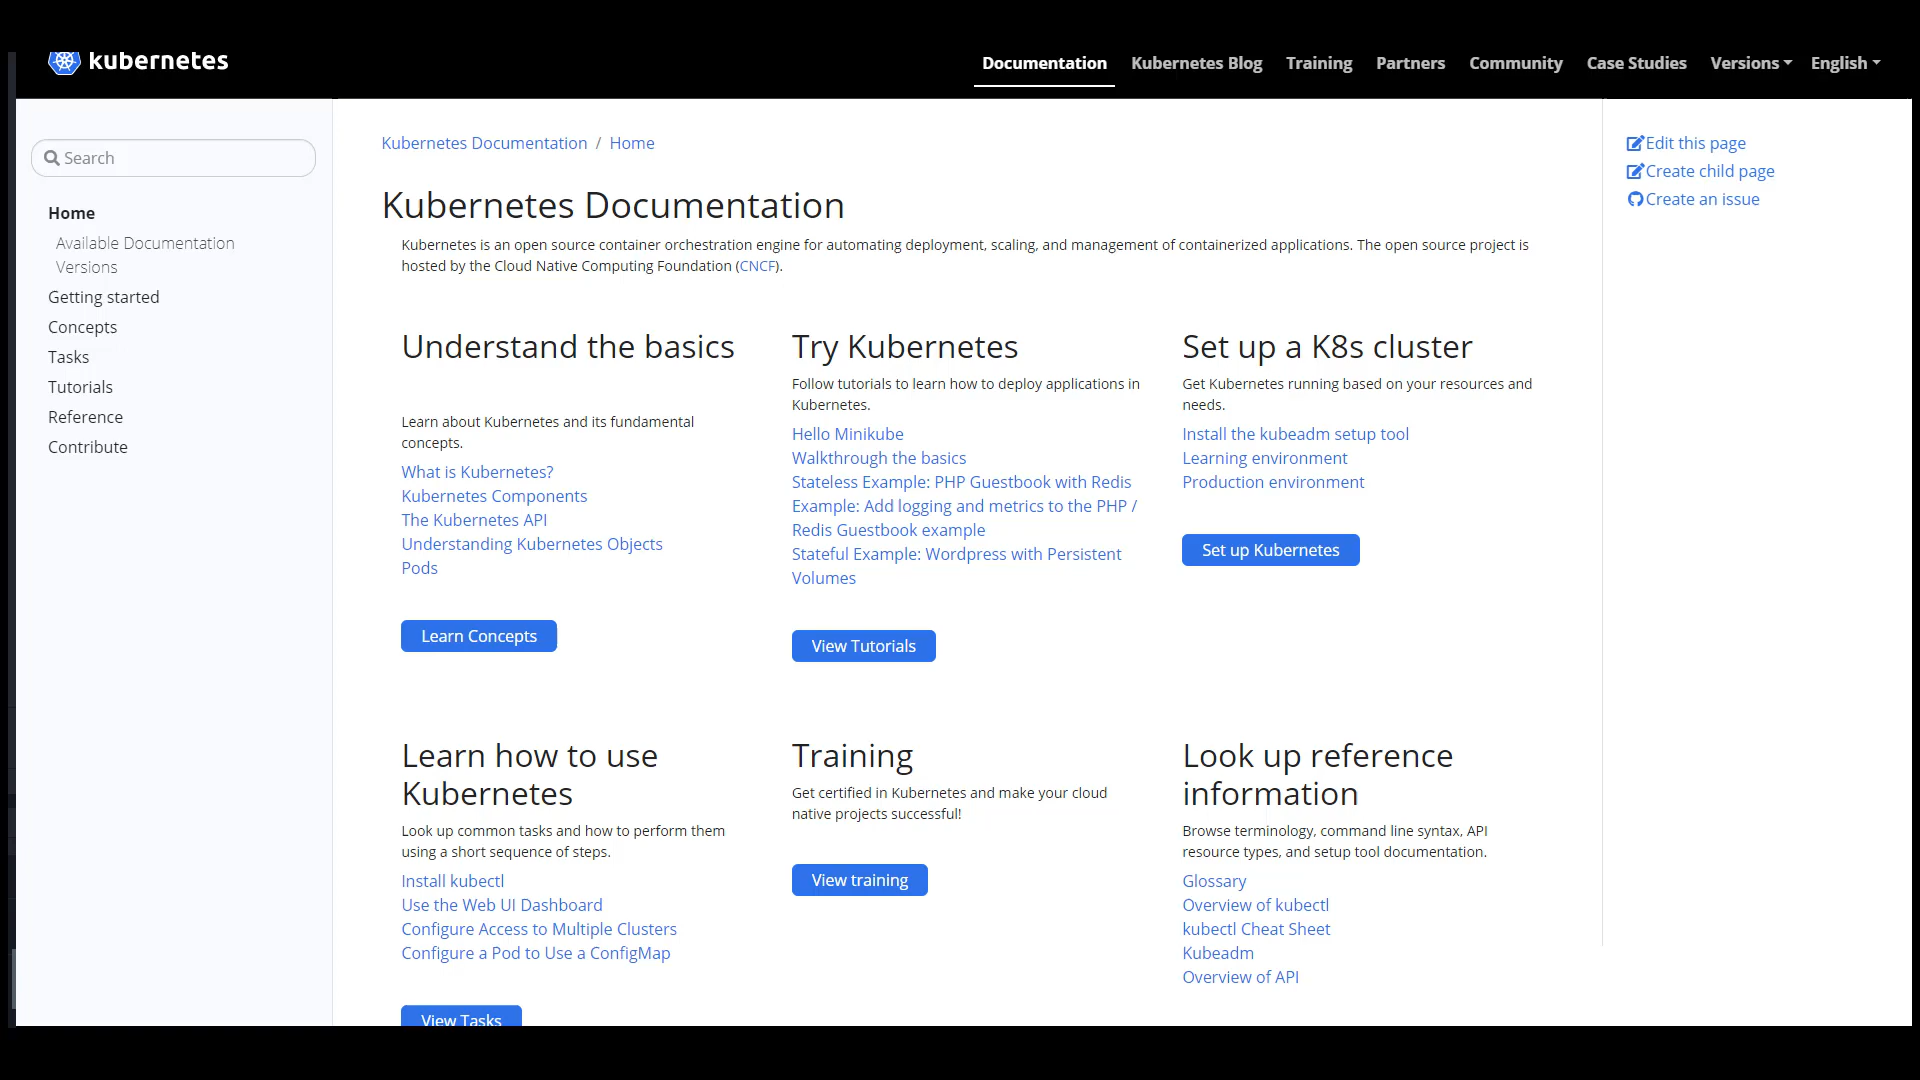 kubernetes
Documentation
Kubernetes Blog
Training
Partners
Community
Case Studies
Versions
English
Search
Home
Available Documentation
Versions
Getting started
Concepts
Tasks
Tutorials
Reference
Contribute
Kubernetes Documentation / Home
Kubernetes Documentation
Kubernetes is an open source container orchestration engine for automating deployment, scaling, and management of containerized applications. The open source project is
hosted by the Cloud Native Computing Foundation (CNCF).
Understand the basics
Learn about Kubernetes and its fundamental
concepts.
What is Kubernetes?
Kubernetes Components
The Kubernetes API
Understanding Kubernetes Objects
Pods
Learn Concepts
Try Kubernetes
Follow tutorials to learn how to deploy applications in
Kubernetes.
Hello Minikube
Walkthrough the basics
Stateless Example: PHP Guestbook with Redis
Example: Add logging and metrics to the PHP /
Redis Guestbook example
Stateful Example: Wordpress with Persistent
Volumes
View Tutorials
Set up a K8s cluster
Get Kubernetes running based on your resources and
needs.
Install the kubeadm setup tool
Learning environment
Production environment
Set up Kubernetes
Learn how to use
Kubernetes
Look up common tasks and how to perform them
using a short sequence of steps.
Install kubectl
Use the Web UI Dashboard
Configure Access to Multiple Clusters
Configure a Pod to Use a ConfigMap
View Tasks
Training
Get certified in Kubernetes and make your cloud
native projects successful!
View training
Look up reference
information
Browse terminology, command line syntax, API
resource types, and setup tool documentation.
Glossary
Overview of kubectl
kubectl Cheat Sheet
Kubeadm
Overview of API
Edit this page
Create child page
Create an issue